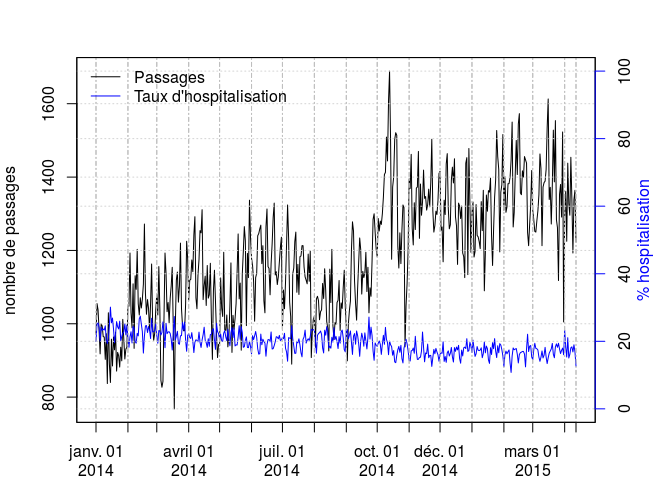 Passages
Taux d'hospitalisation
nombre de passages
800 1000 1200 1400 1600
% hospitalisation
0 20 40 60 80 100
janv. 01 avril 01 juil. 01 oct. 01 déc. 01 mars 01
2014 2014 2014 2014 2014 2015